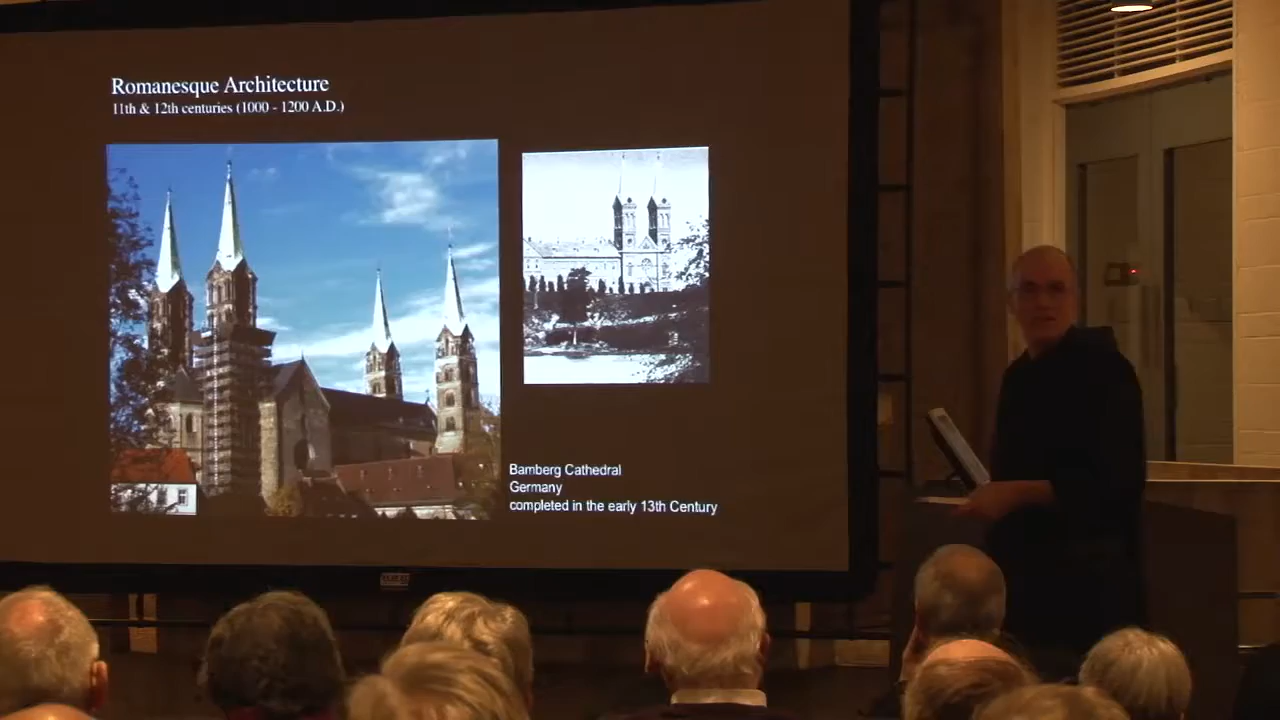 Romanesque Architecture
11th & 12th centuries (1000 - 1200 A.D.)
Bamberg Cathedral
Germany
completed in the early 13th Century